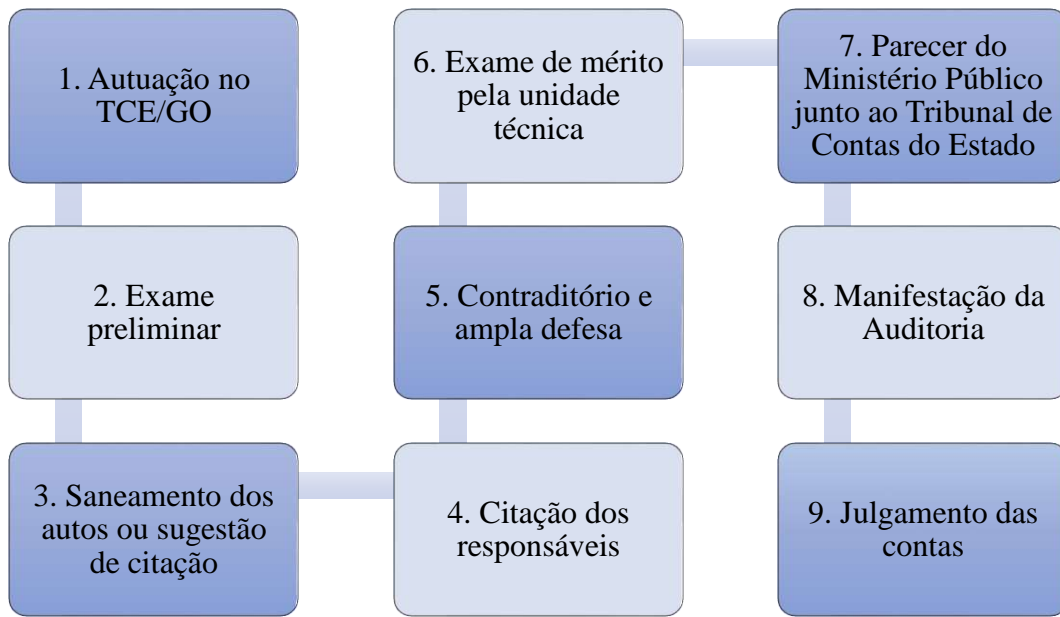 1. Autuação no
TCE/GO
2. Exame
preliminar
3. Saneamento dos
autos ou sugestão
de citação
4. Citação dos
responsáveis
5. Contraditório e
ampla defesa
6. Exame de mérito
pela unidade
técnica
7. Parecer do
Ministério Público
junto ao Tribunal de
Contas do Estado
8. Manifestação da
Auditoria
9. Julgamento das
contas